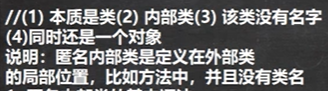 //(1) 本质是类(2) 内部类(3) 该类没有名字
(4)同时还是一个对象
说明：匿名内部类是定义在外部类
的局部位置，比如方法中，并且没有类名